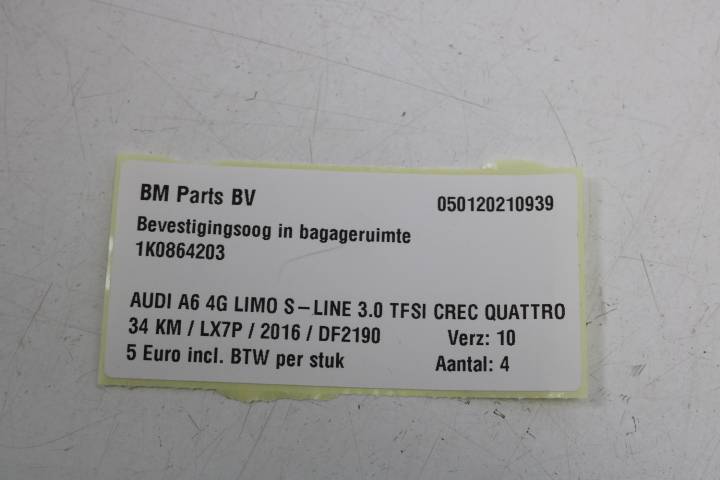 BM Parts BV 050120210939
Bevestigingsoog in bagageruimte
1K0864203
AUDI A6 4G LIMO S-LINE 3.0 TFSI CREC QUATTRO
34 KM / LX7P / 2016 / DF2190 Verz: 10
5 Euro incl. BTW per stuk Aantal: 4